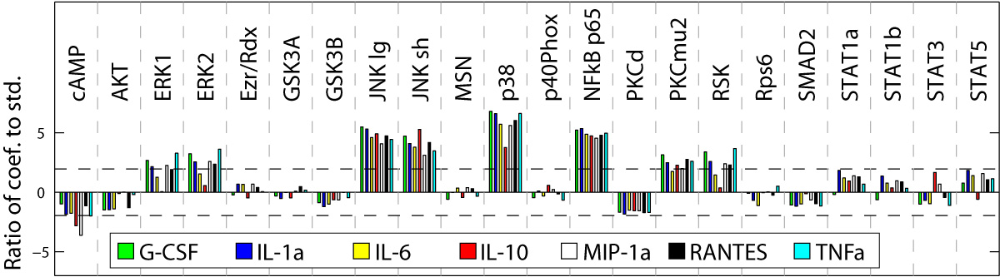 Ratio of coef. to std.
cAMP
AKT
ERK1
ERK2
Ezr/Rdx
GSK3A
GSK3B
JNK lg
JNK sh
MSN
p38
p40Phox
NFkB p65
PKCd
PKCmu2
RSK
Rps6
SMAD2
STAT1a
STAT1b
STAT3
STAT5
5
0
−5
G-CSF IL-1a IL-6 IL-10 MIP-1a RANTES TNFa